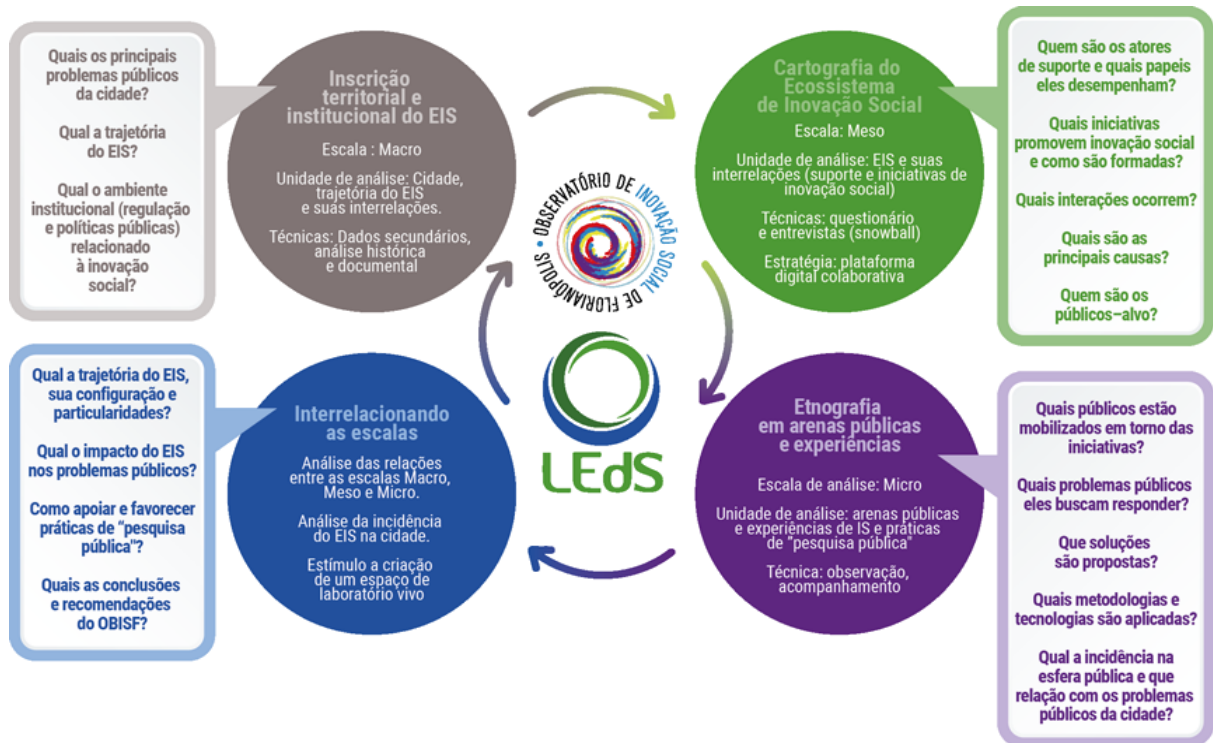 Quais os principais
problemas públicos
da cidade?
Qual a trajetória
do EIS?
Qual o ambiente
institucional (regulação
e políticas públicas)
relacionado
à inovação
social?
Inscrição
territorial e
institucional do EIS
Escala : Macro
Unidade de análise: Cidade,
trajetória do EIS
e suas interrelações.
Técnicas: Dados secundários,
análise histórica
e documental
OBSERVATÓRIO DE INOVAÇÃO SOCIAL DE FLORIANÓPOLIS •
LEdS
Cartografia do
Ecossistema
de Inovação Social
Escala: Meso
Unidade de análise: EIS e suas
interrelações (suporte e iniciativas de
inovação social)
Técnicas: questionário
e entrevistas (snowball)
Estratégia: plataforma
digital colaborativa
Quem são os atores
de suporte e quais papeis
eles desempenham?
Quais iniciativas
promovem inovação social
e como são formadas?
Quais interações ocorrem?
Quais são as
principais causas?
Quem são os
públicos–alvo?
Qual a trajetória do EIS,
sua configuração e
particularidades?
Qual o impacto do EIS
nos problemas públicos?
Como apoiar e favorecer
práticas de “pesquisa
pública"?
Quais as conclusões
e recomendações
do OBISF?
Interrelacionando
as escalas
Análise das relações
entre as escalas Macro,
Meso e Micro.
Análise da incidência
do EIS na cidade.
Estímulo a criação
de um espaço de
laboratório vivo
Etnografia
em arenas públicas
e experiências
Escala de análise: Micro
Unidade de análise: arenas públicas
e experiências de IS e práticas
de "pesquisa pública"
Técnica: observação,
acompanhamento
Quais públicos estão
mobilizados em torno das
iniciativas?
Quais problemas públicos
eles buscam responder?
Que soluções
são propostas?
Quais metodologias e
tecnologias são aplicadas?
Qual a incidência na
esfera pública e que
relação com os problemas
públicos da cidade?